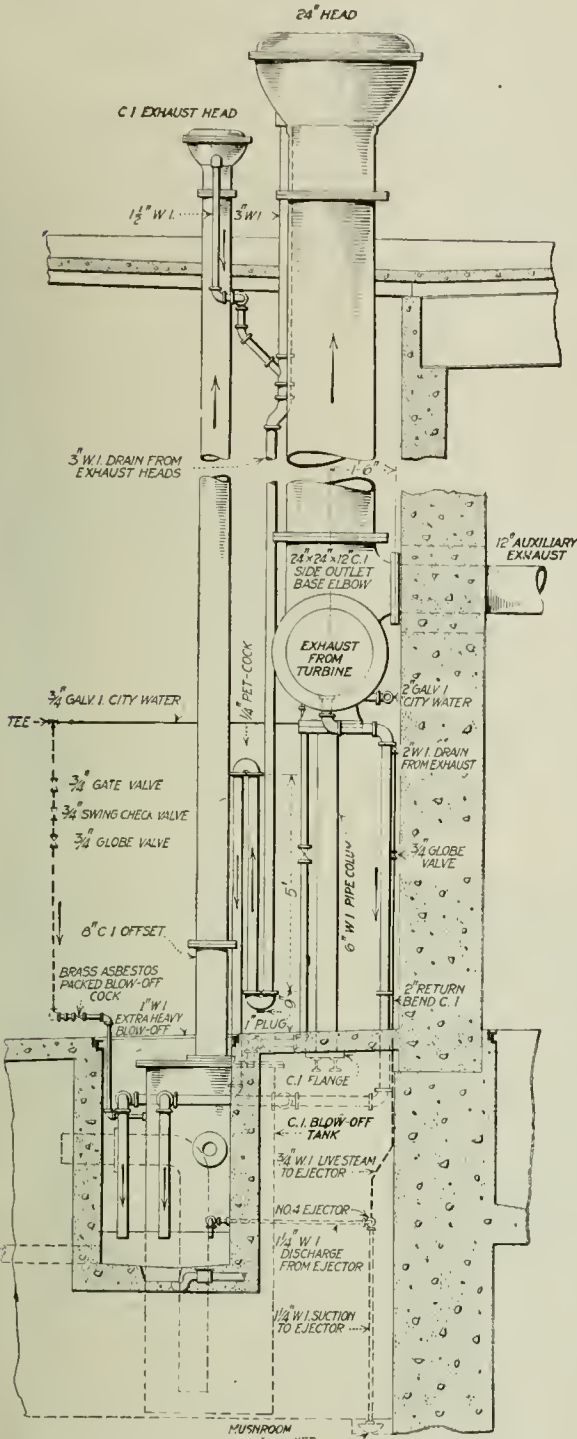 24" HEAD
C I EXHAUST HEAD
1½" W I.
3" W I
3" W.I. DRAIN FROM
EXHAUST HEADS
1'-6"
24"×24"×12" C.I
SIDE OUTLET
BASE ELBOW
12" AUXILIARY
EXHAUST
EXHAUST
FROM
TURBINE
¼" PET-COCK
¾" GALV. I. CITY WATER
TEE
2" GALV I
CITY WATER
2" W I. DRAIN
FROM EXHAUST
¾" GATE VALVE
¾" SWING CHECK VALVE
¾" GLOBE VALVE
¾" GLOBE
VALVE
5'
6" W I PIPE COLUMN
8" C I OFFSET
BRASS ASBESTOS
PACKED BLOW-OFF
COCK
1" W I
EXTRA HEAVY
BLOW-OFF
9"
1" PLUG
2" RETURN
BEND C. I
C.I FLANGE
C.I. BLOW-OFF
TANK
¾" W.I LIVE STEAM
TO EJECTOR
NO.4 EJECTOR
1¼" W I
DISCHARGE
FROM EJECTOR
1¼" W I. SUCTION
TO EJECTOR
MUSHROOM